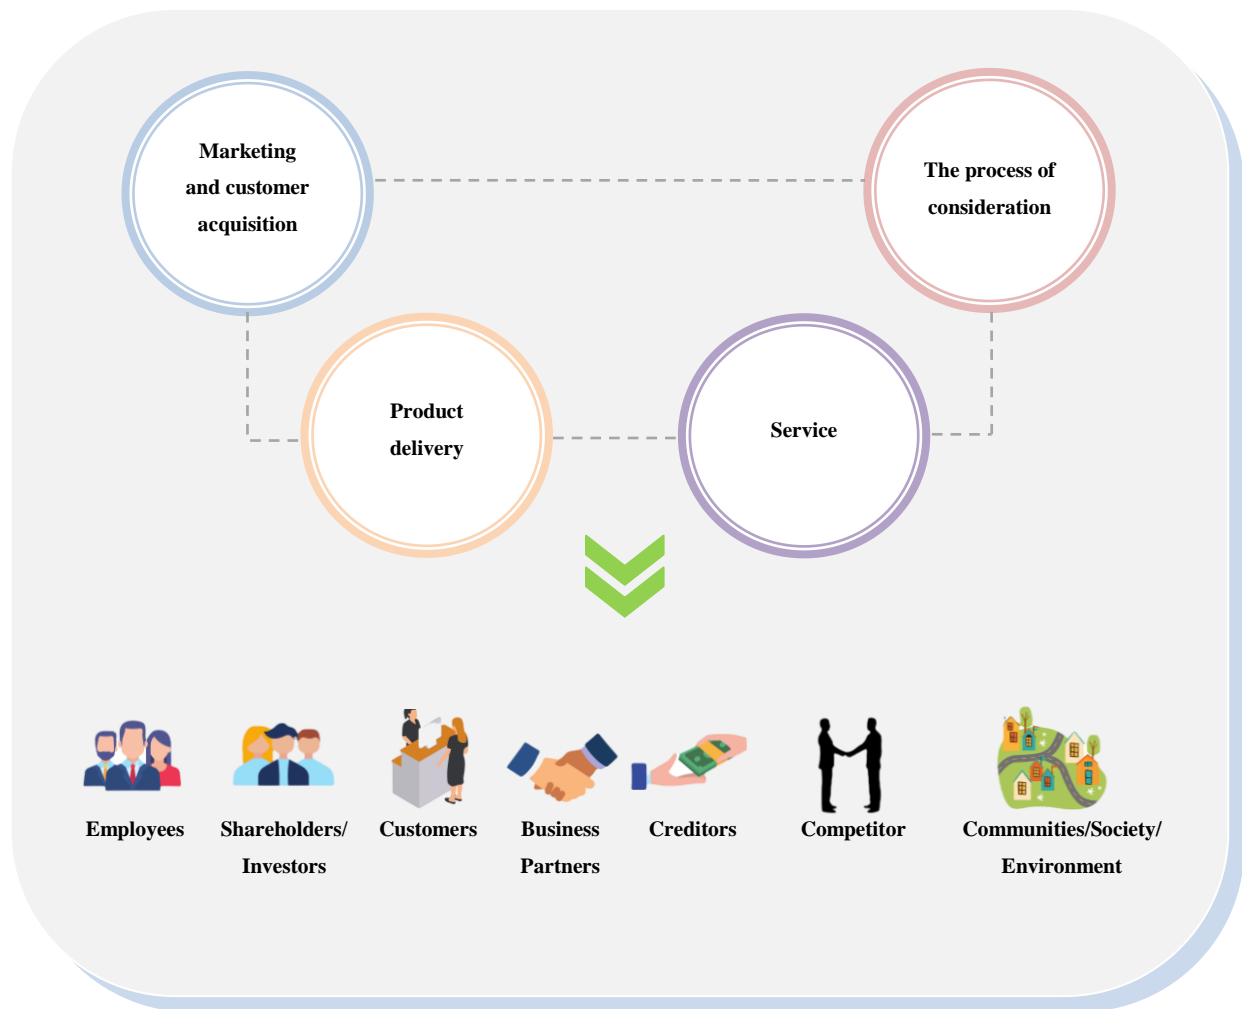 Marketing
and customer
acquisition
The process of
consideration
Product
delivery
Service
Employees
Shareholders/
Investors
Customers
Business
Partners
Creditors
Competitor
Communities/Society/
Environment